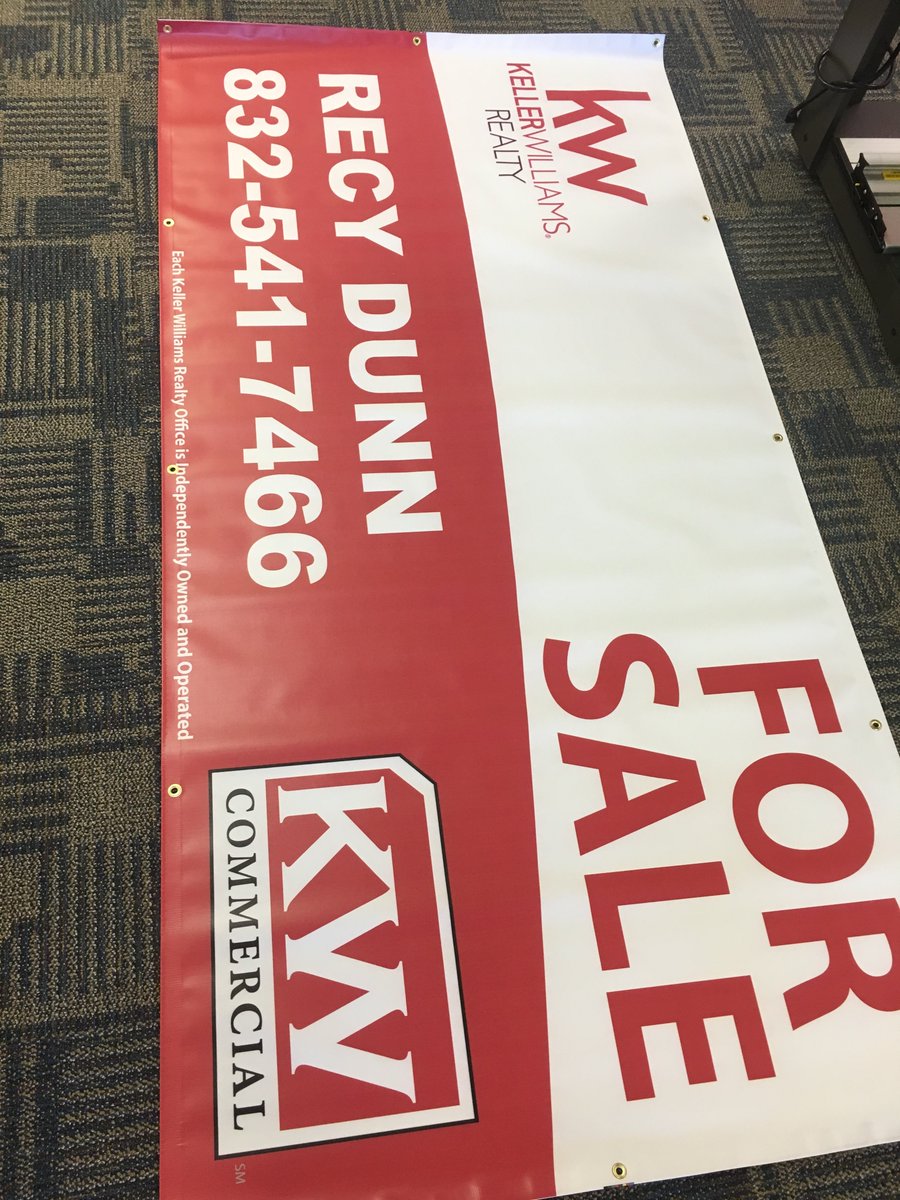 kw
KELLERWILLIAMS®
REALTY
FOR
SALE
RECY DUNN
832-541-7466
Each Keller Williams Realty Office is Independently Owned and Operated
KW
COMMERCIAL
SM